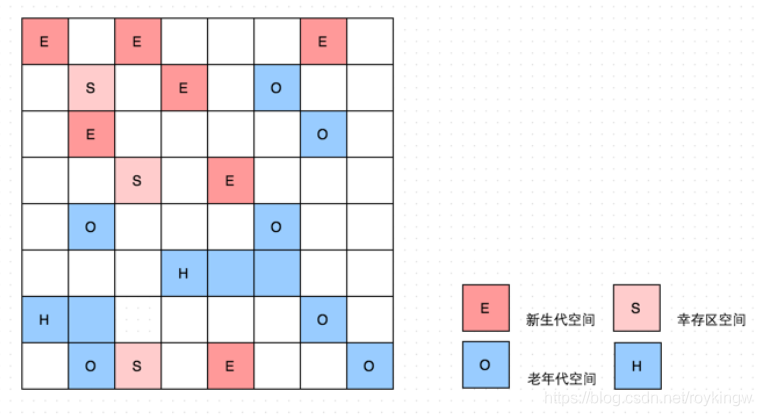 E E E
S E O
E O
S E
O O
H
H O
O S E O
E 新生代空间 S 幸存区空间
O 老年代空间 H
https://blog.csdn.net/roykingw